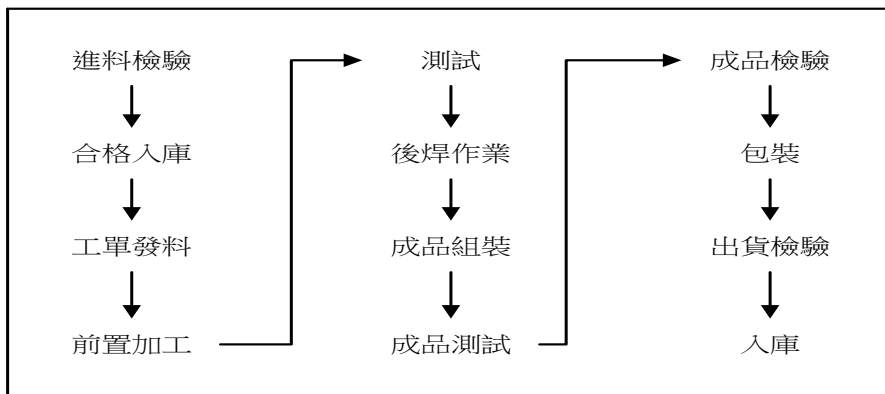 進料檢驗
合格入庫
工單發料
前置加工
測試
後焊作業
成品組裝
成品測試
成品檢驗
包裝
出貨檢驗
入庫